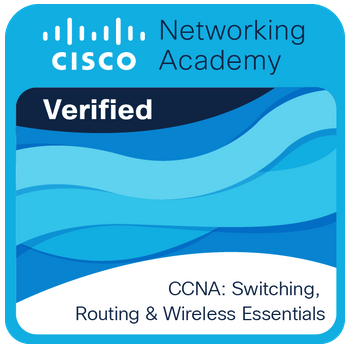 CISCO
Networking
Academy
Verified
CCNA: Switching,
Routing & Wireless Essentials